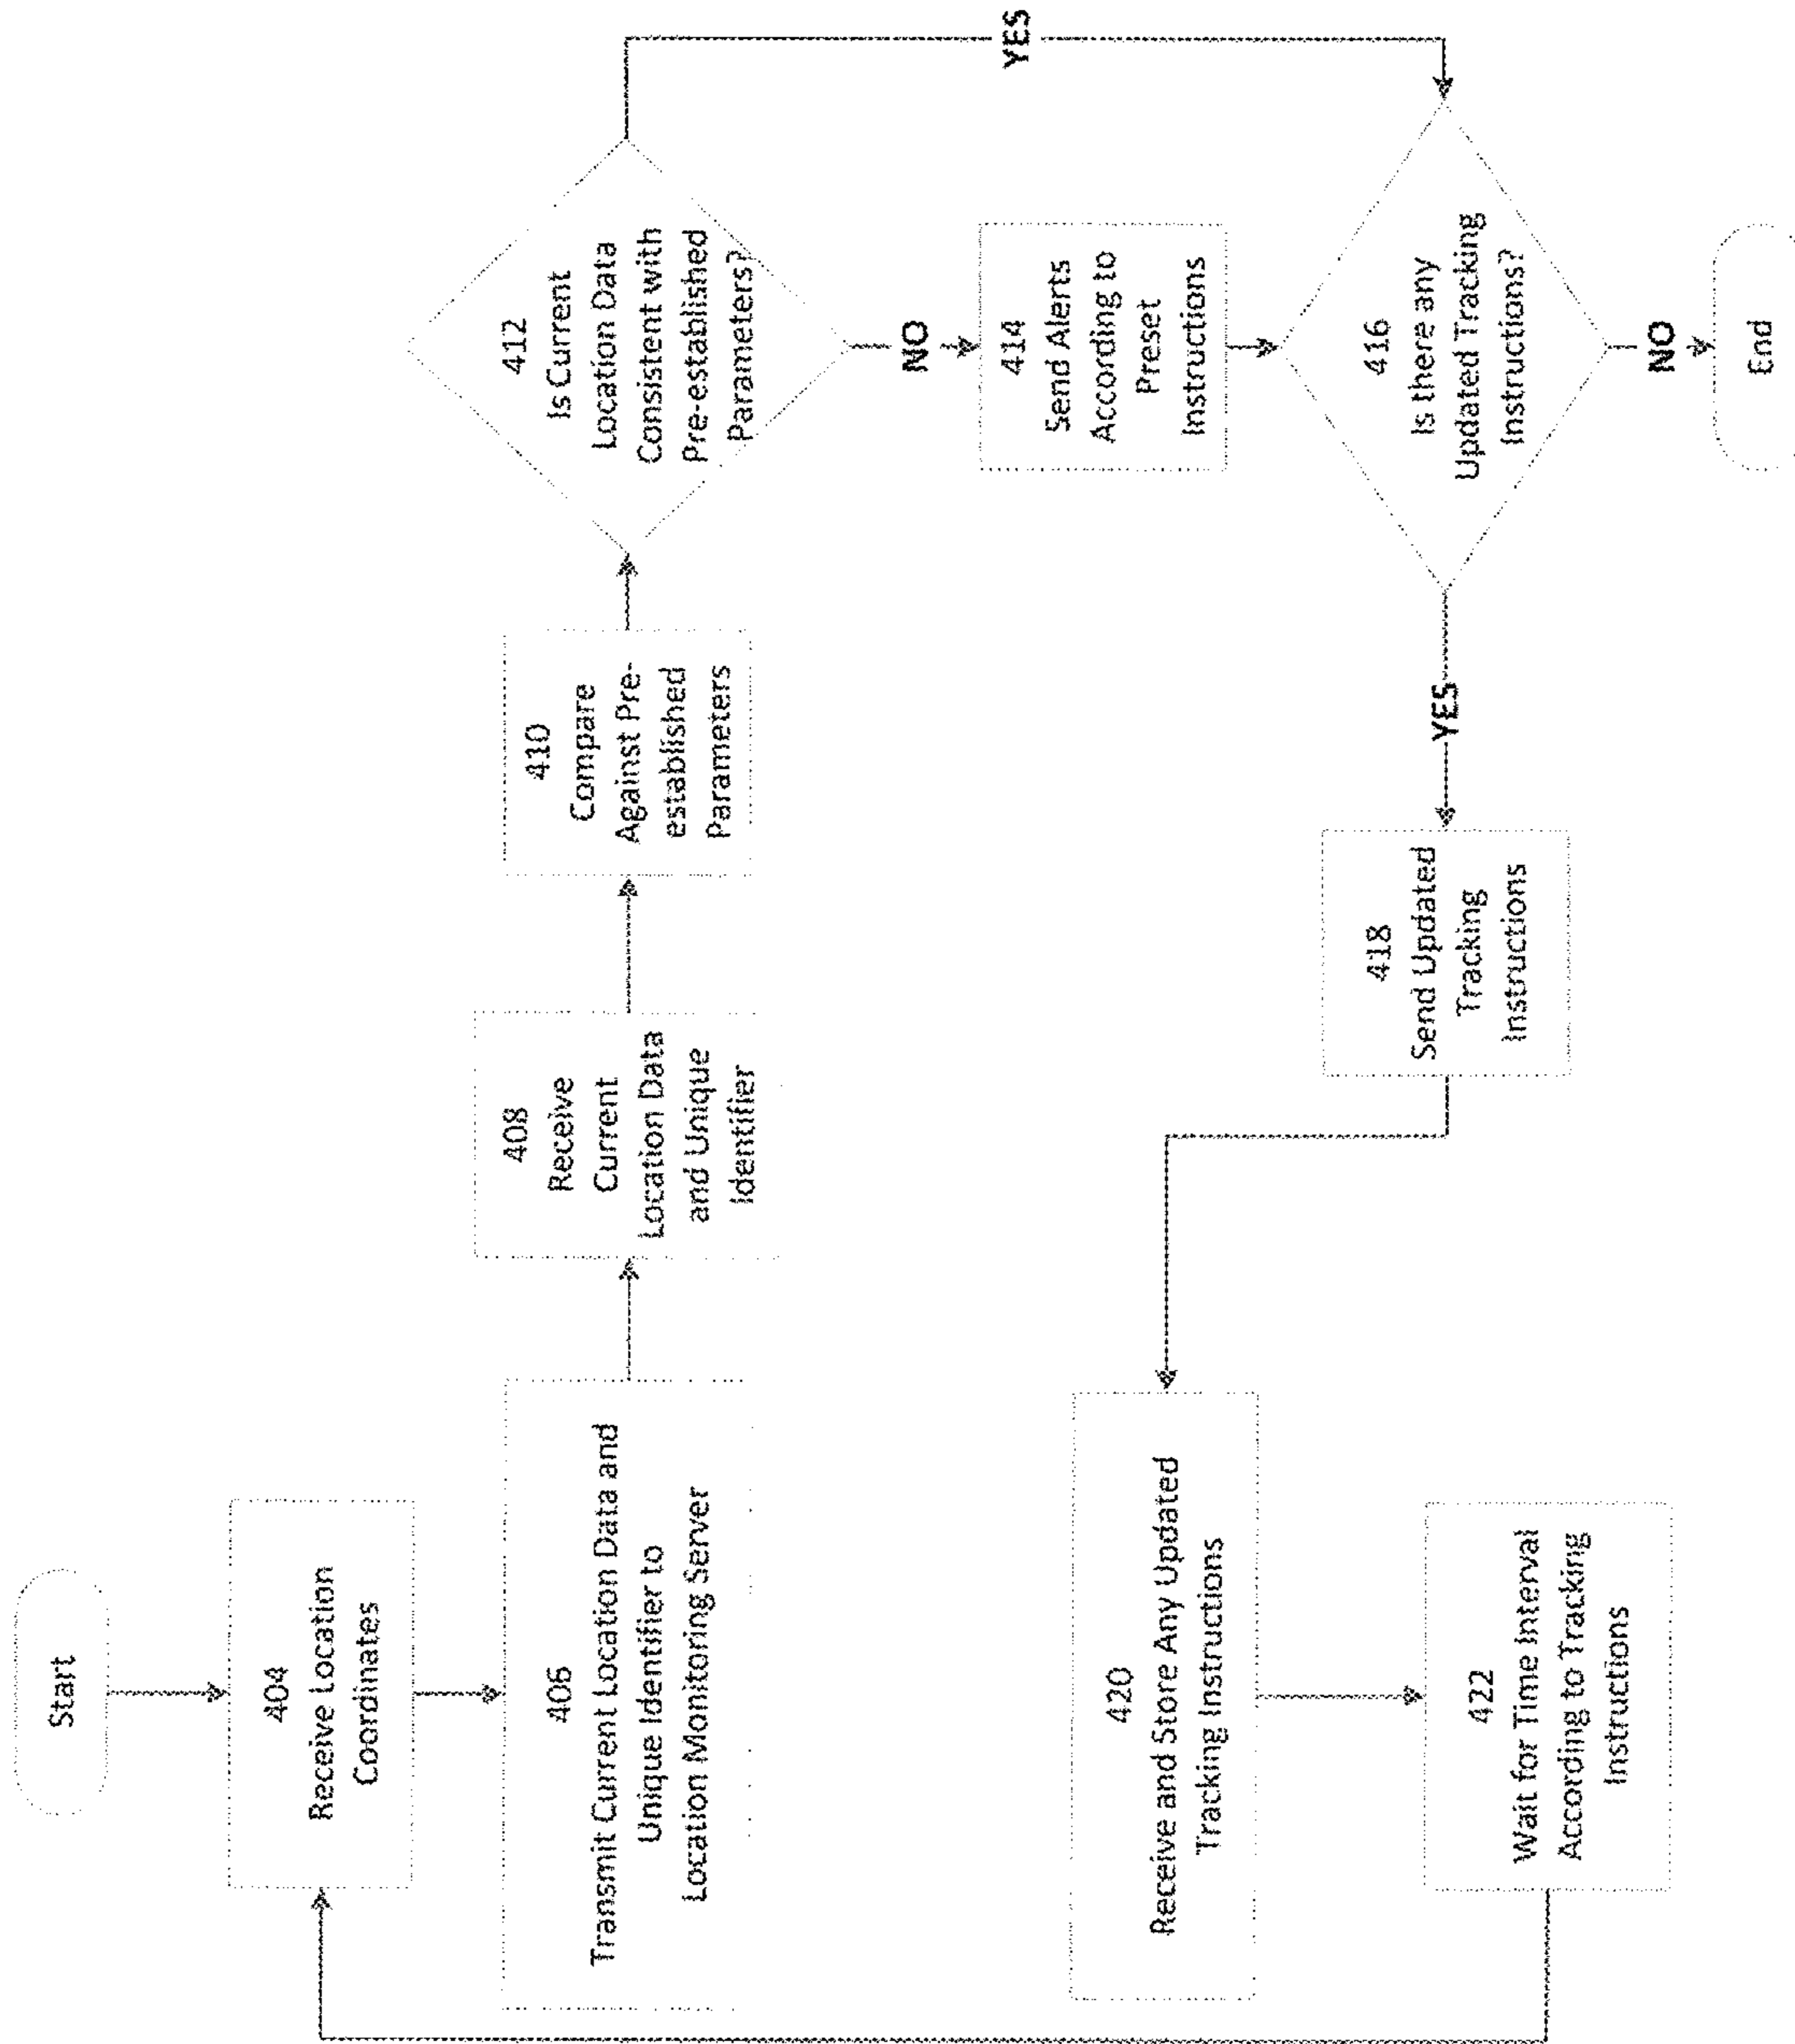 Start
404
Receive Location
Coordinates
406
Transmit Current Location Data and
Unique Identifier to
Location Monitoring Server
408
Receive
Current
Location Data
and Unique
Identifier
410
Compare
Against Pre-
established
Parameters
412
Is Current
Location Data
Consistent with
Pre-established
Parameters?
YES
NO
414
Send Alerts
According to
Preset
Instructions
416
Is there any
Updated Tracking
Instructions?
NO
End
YES
418
Send Updated
Tracking
Instructions
420
Receive and Store Any Updated
Tracking Instructions
422
Wait for Time Interval
According to Tracking
Instructions